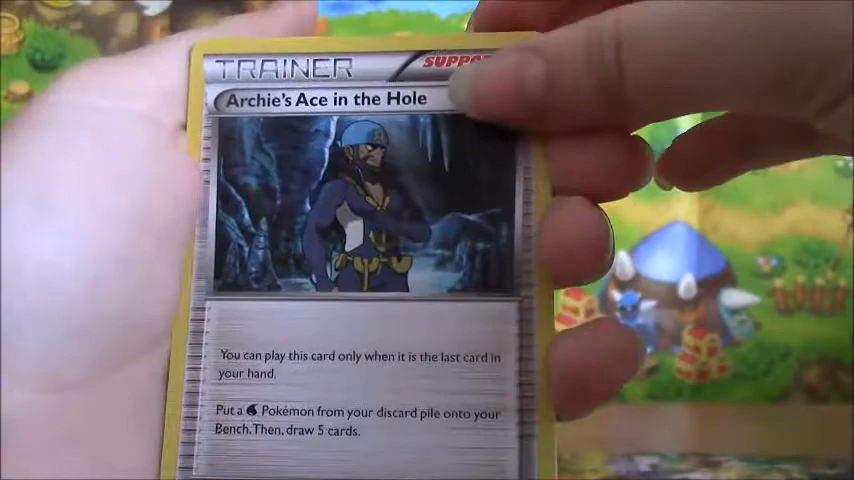 TRAINER
Archie's Ace in the Hole
You can play this card only when it is the last card in
your hand.
Put a Pokémon from your discard pile onto your
Bench. Then, draw 5 cards.